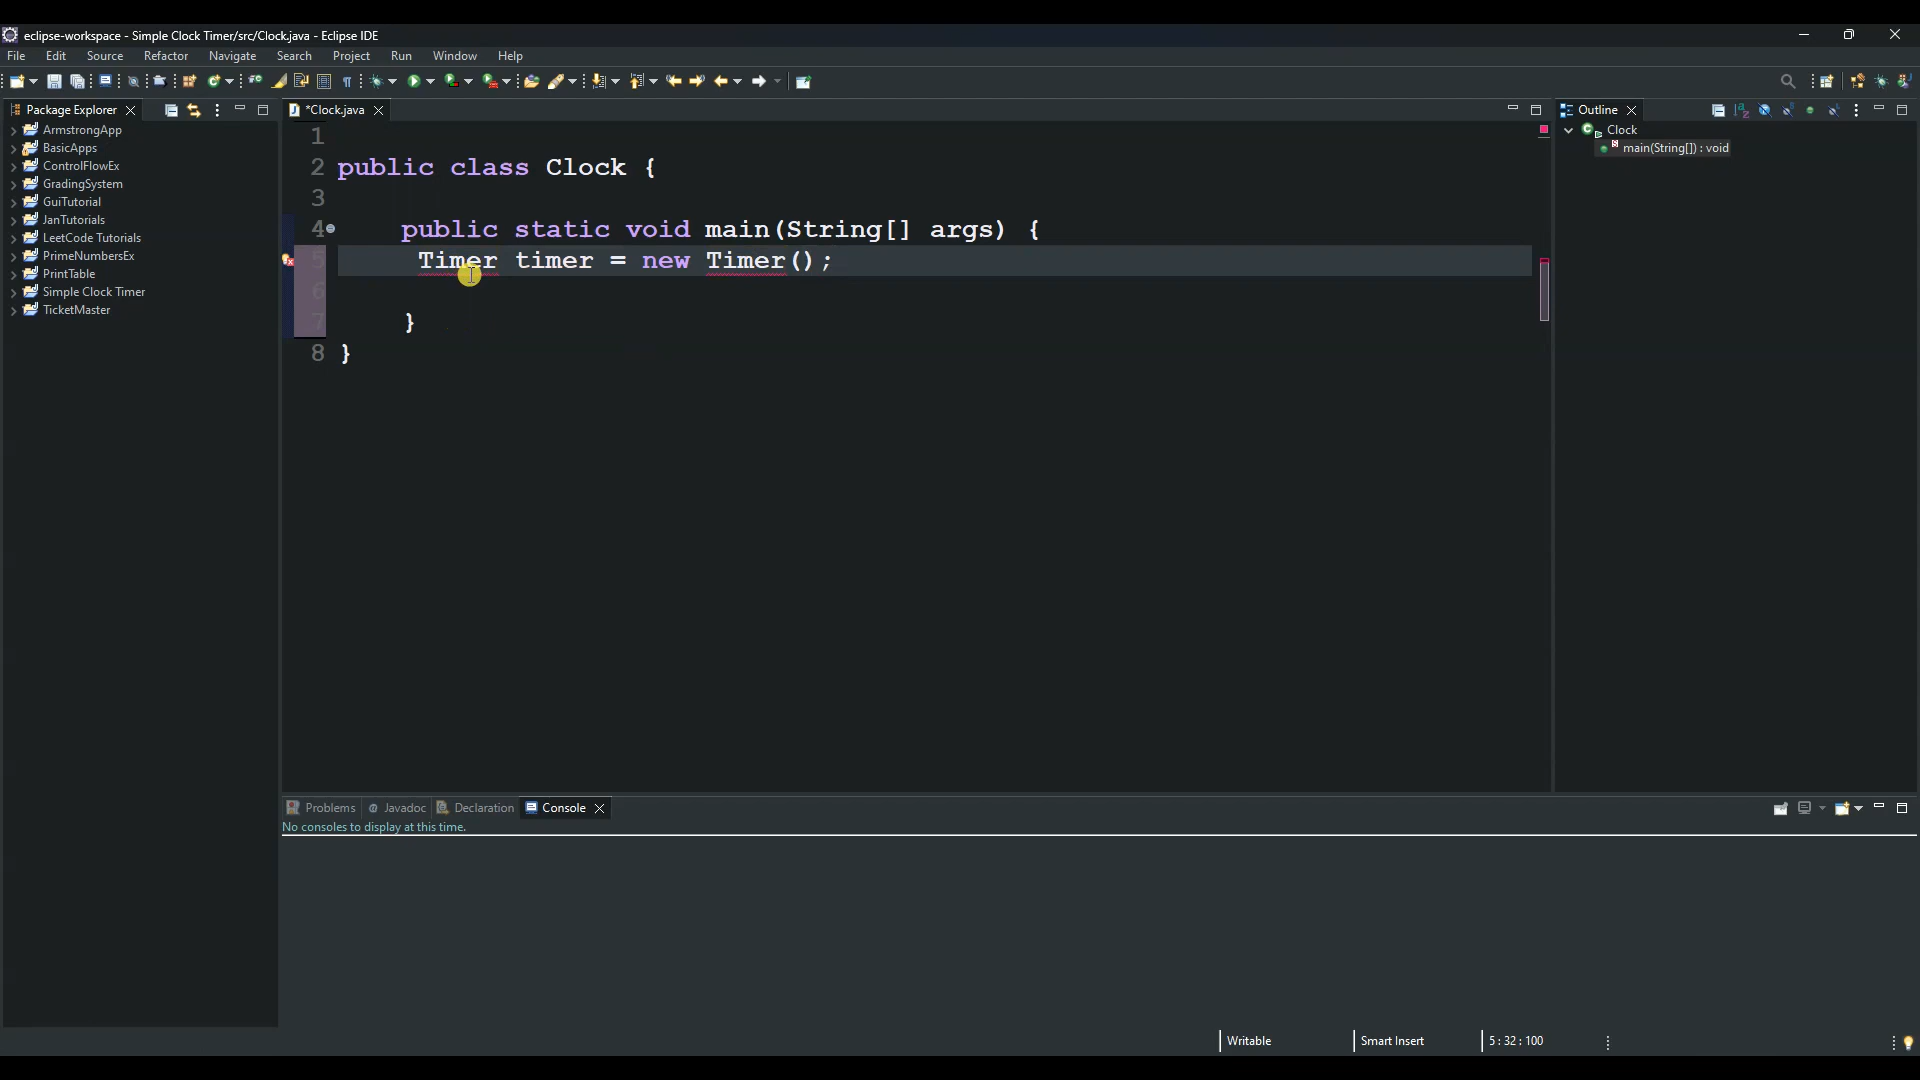 eclipse-workspace - Simple Clock Timer/src/Clock.java - Eclipse IDE
File Edit Source Refactor Navigate Search Project Run Window Help
Package Explorer
ArmstrongApp
BasicApps
ControlFlowEx
GradingSystem
GuiTutorial
JanTutorials
LeetCode Tutorials
PrimeNumbersEx
PrintTable
Simple Clock Timer
TicketMaster
*Clock.java
1
2 public class Clock {
3
4 public static void main(String[] args) {
5 Timer timer = new Timer();
6
7 }
8 }
Outline
Clock
main(String[]) : void
Problems Javadoc Declaration Console
No consoles to display at this time.
Writable Smart Insert 5 : 32 : 100